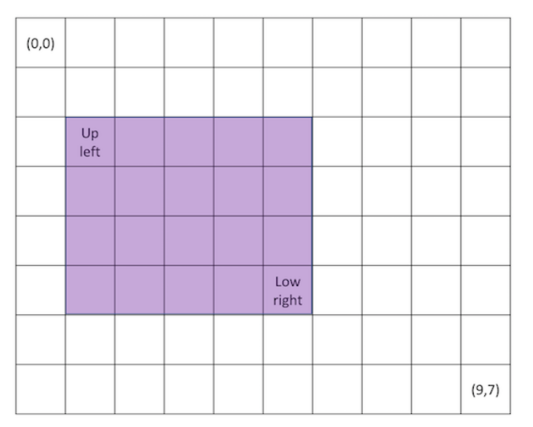 (0,0)
Up
left
Low
right
(9,7)